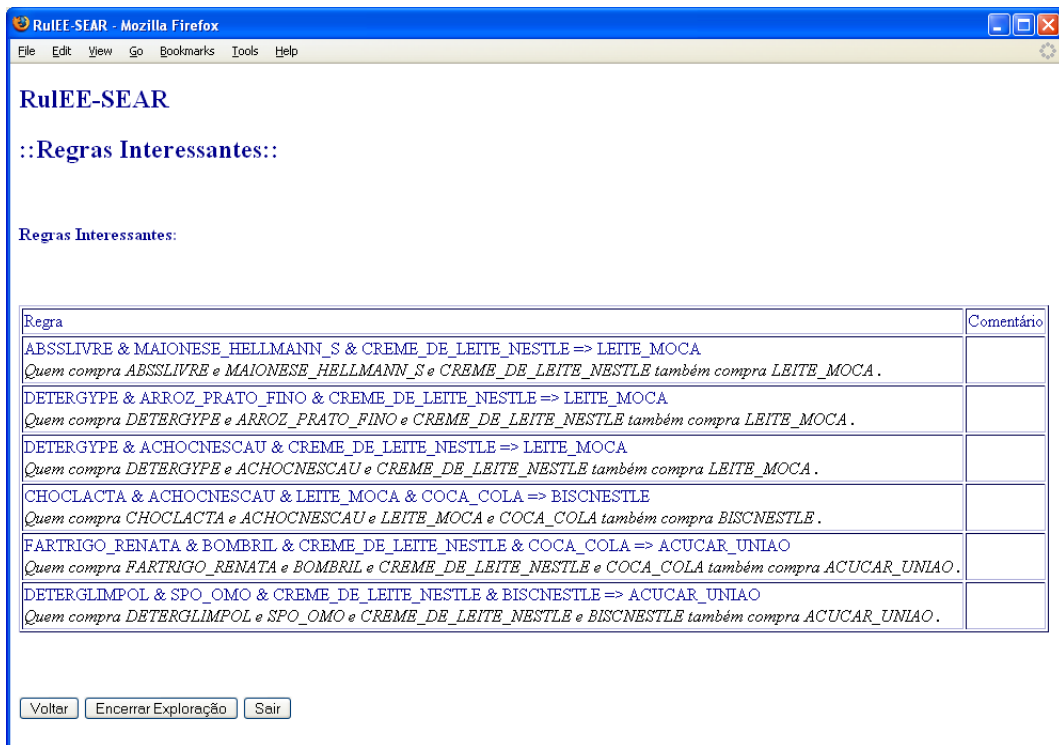 RulEE-SEAR - Mozilla Firefox
File Edit View Go Bookmarks Tools Help
RulEE-SEAR
::Regras Interessantes::
Regras Interessantes:
Regra Comentário
ABSSLIVRE & MAIONESE_HELLMANN_S & CREME_DE_LEITE_NESTLE => LEITE_MOCA
Quem compra ABSSLIVRE e MAIONESE_HELLMANN_S e CREME_DE_LEITE_NESTLE também compra LEITE_MOCA .
DETERGYPE & ARROZ_PRATO_FINO & CREME_DE_LEITE_NESTLE => LEITE_MOCA
Quem compra DETERGYPE e ARROZ_PRATO_FINO e CREME_DE_LEITE_NESTLE também compra LEITE_MOCA .
DETERGYPE & ACHOCNESCAU & CREME_DE_LEITE_NESTLE => LEITE_MOCA
Quem compra DETERGYPE e ACHOCNESCAU e CREME_DE_LEITE_NESTLE também compra LEITE_MOCA .
CHOCLACTA & ACHOCNESCAU & LEITE_MOCA & COCA_COLA => BISCNESTLE
Quem compra CHOCLACTA e ACHOCNESCAU e LEITE_MOCA e COCA_COLA também compra BISCNESTLE .
FARTRIGO_RENATA & BOMBRIL & CREME_DE_LEITE_NESTLE & COCA_COLA => ACUCAR_UNIAO
Quem compra FARTRIGO_RENATA e BOMBRIL e CREME_DE_LEITE_NESTLE e COCA_COLA também compra ACUCAR_UNIAO .
DETERGLIMPOL & SPO_OMO & CREME_DE_LEITE_NESTLE & BISCNESTLE => ACUCAR_UNIAO
Quem compra DETERGLIMPOL e SPO_OMO e CREME_DE_LEITE_NESTLE e BISCNESTLE também compra ACUCAR_UNIAO .
Voltar Encerrar Exploração Sair